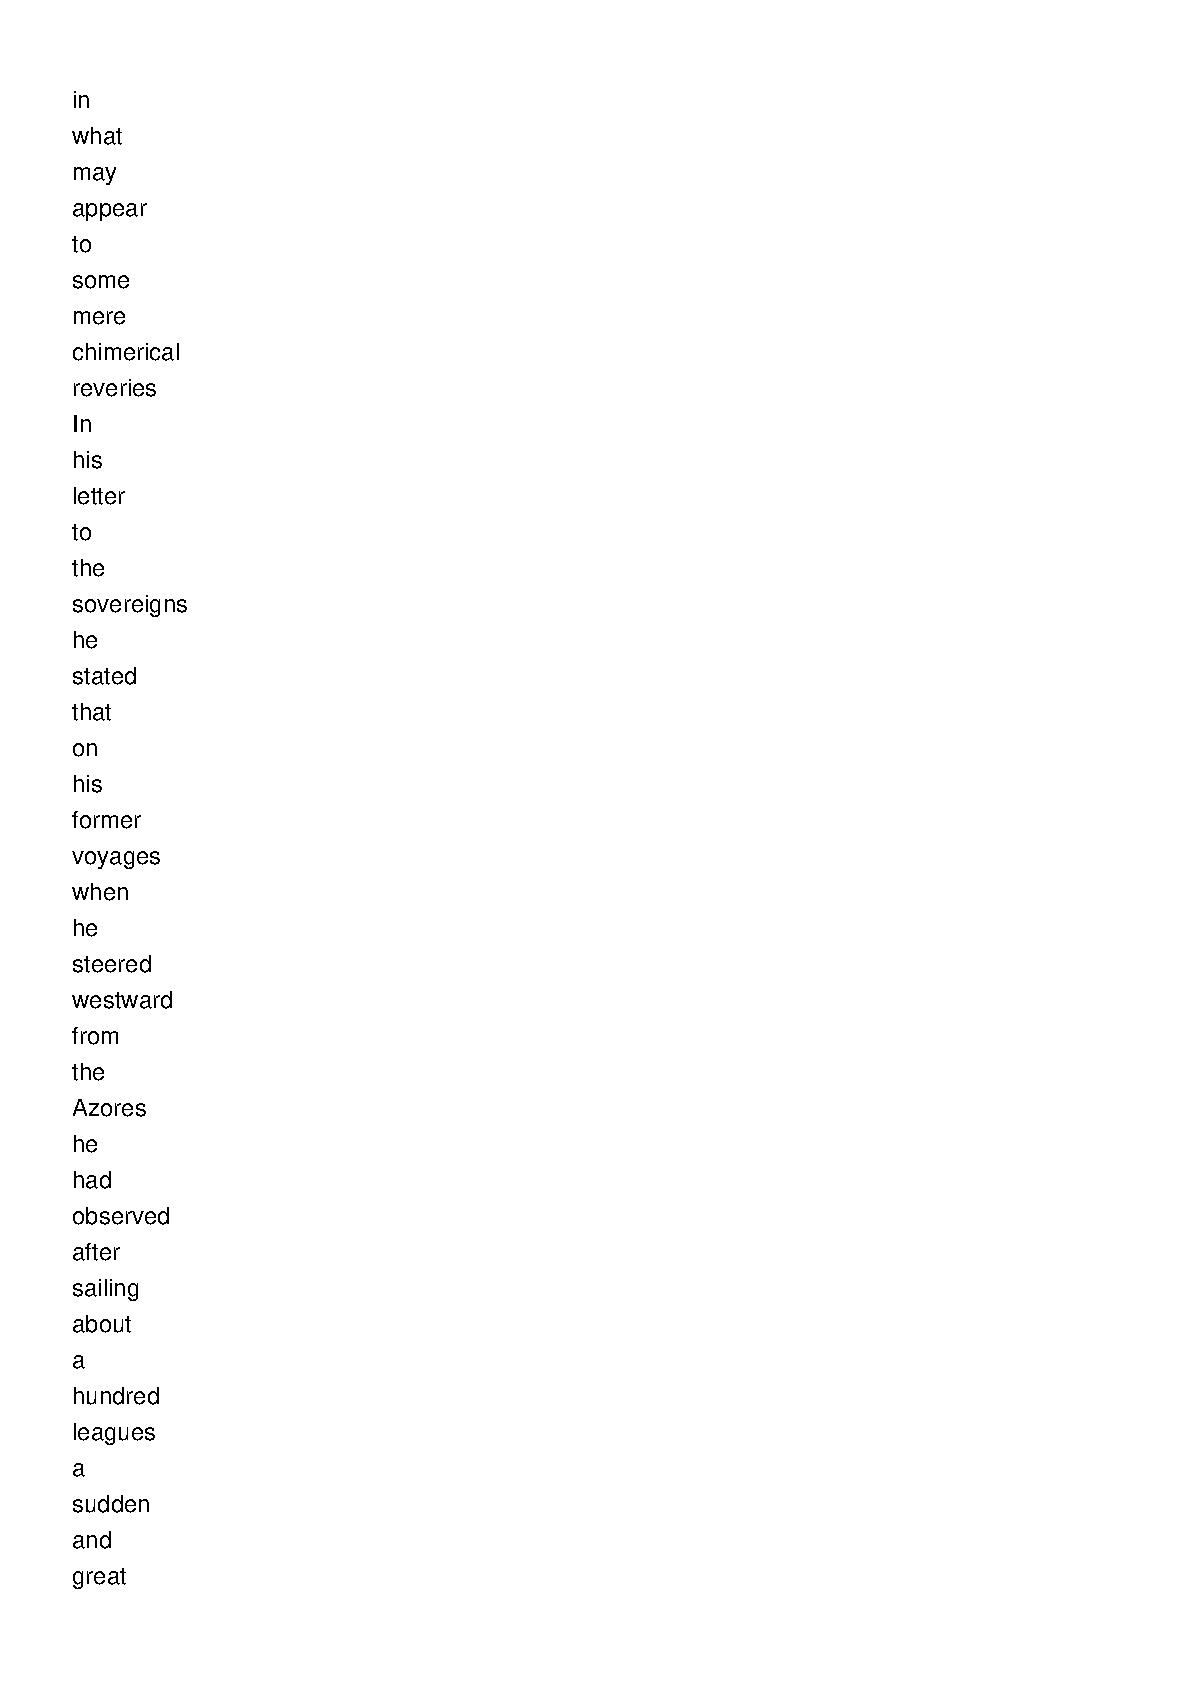 in
what
may
appear
to
some
mere
chimerical
reveries
In
his
letter
to
the
sovereigns
he
stated
that
on
his
former
voyages
when
he
steered
westward
from
the
Azores
he
had
observed
after
sailing
about
a
hundred
leagues
a
sudden
and
great